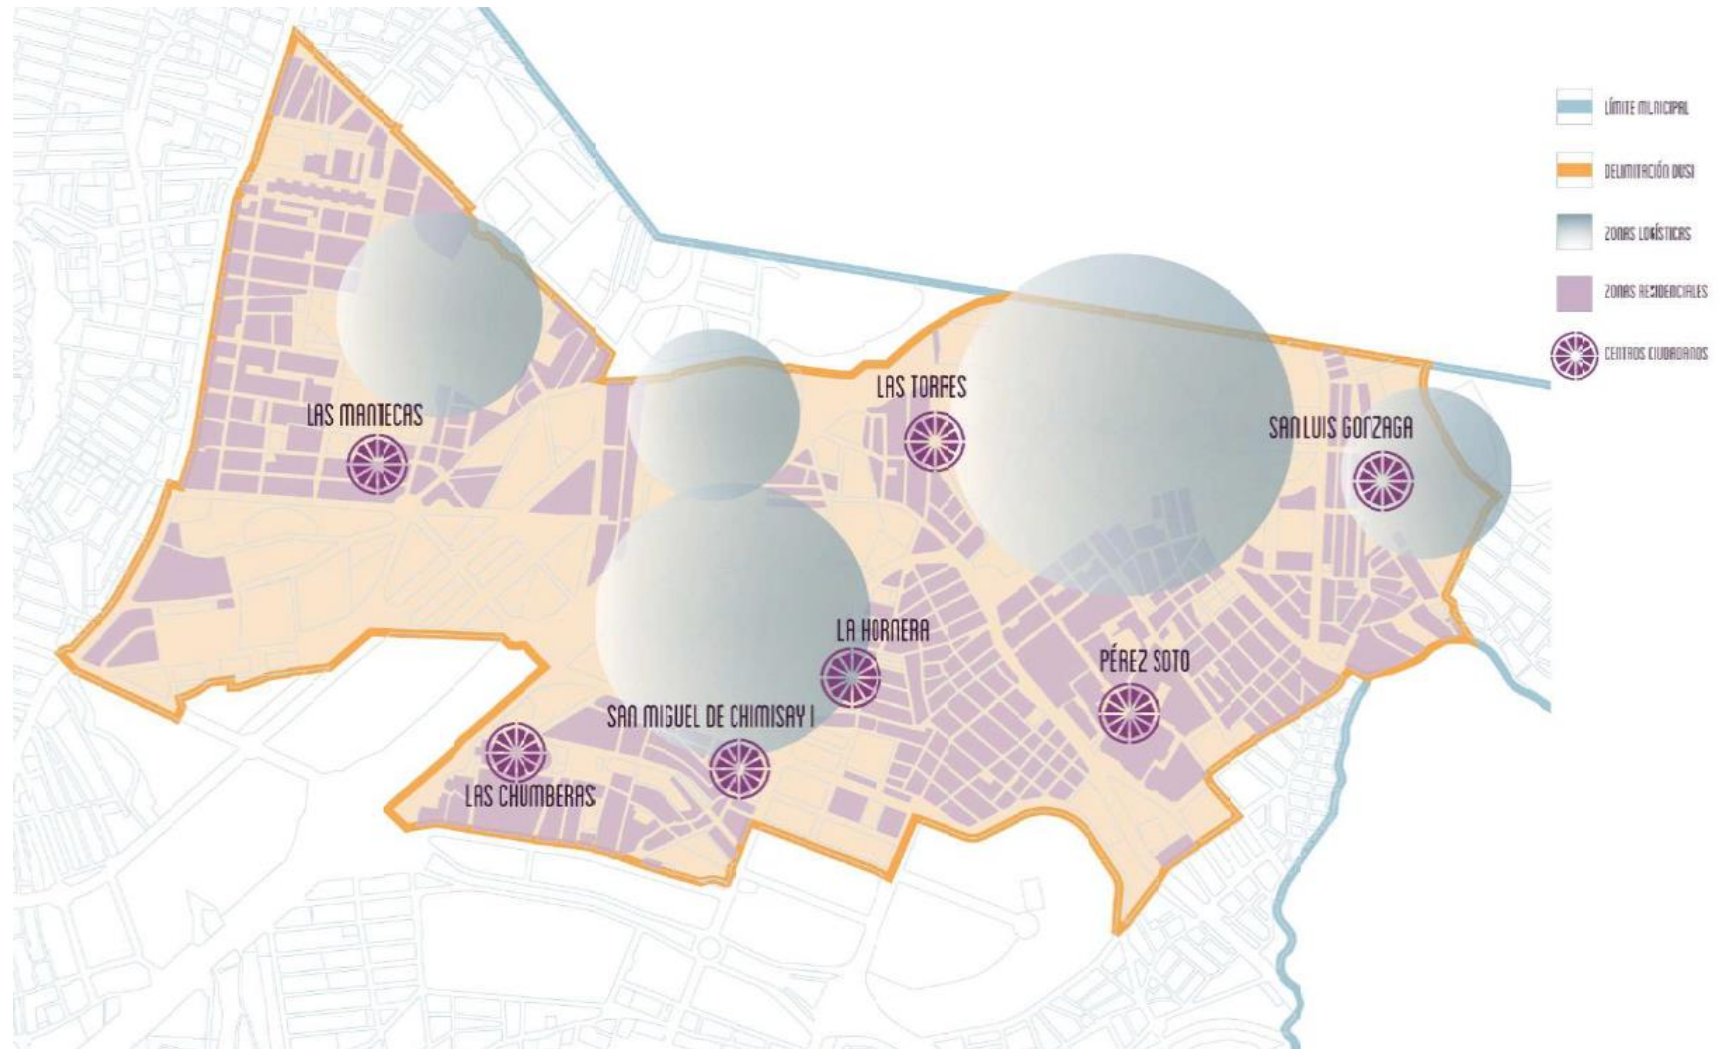 LÍMITE MUNICIPAL
DELIMITACIÓN DUSI
ZONAS LOGÍSTICAS
ZONAS RESIDENCIALES
CENTROS CIUDADANOS
LAS TORRES
LAS MANTECAS
SAN LUIS GONZAGA
LA HORNERA
PÉREZ SOTO
SAN MIGUEL DE CHIMISAY I
LAS CHUMBERAS